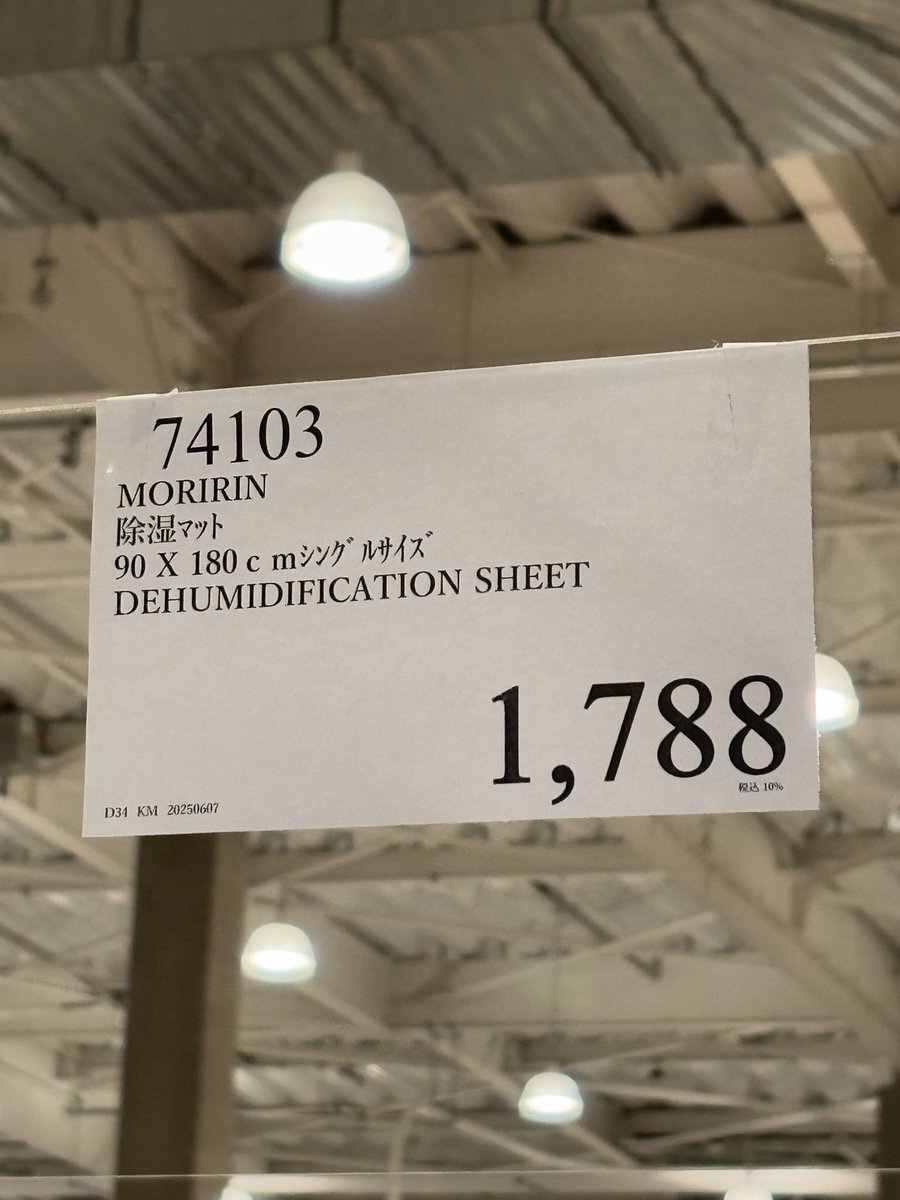 74103
MORIRIN
除湿ﾏｯﾄ
90 X 180 c mｼﾝｸﾞﾙｻｲｽﾞ
DEHUMIDIFICATION SHEET
1,788
税込 10%
D34 KM 20250607